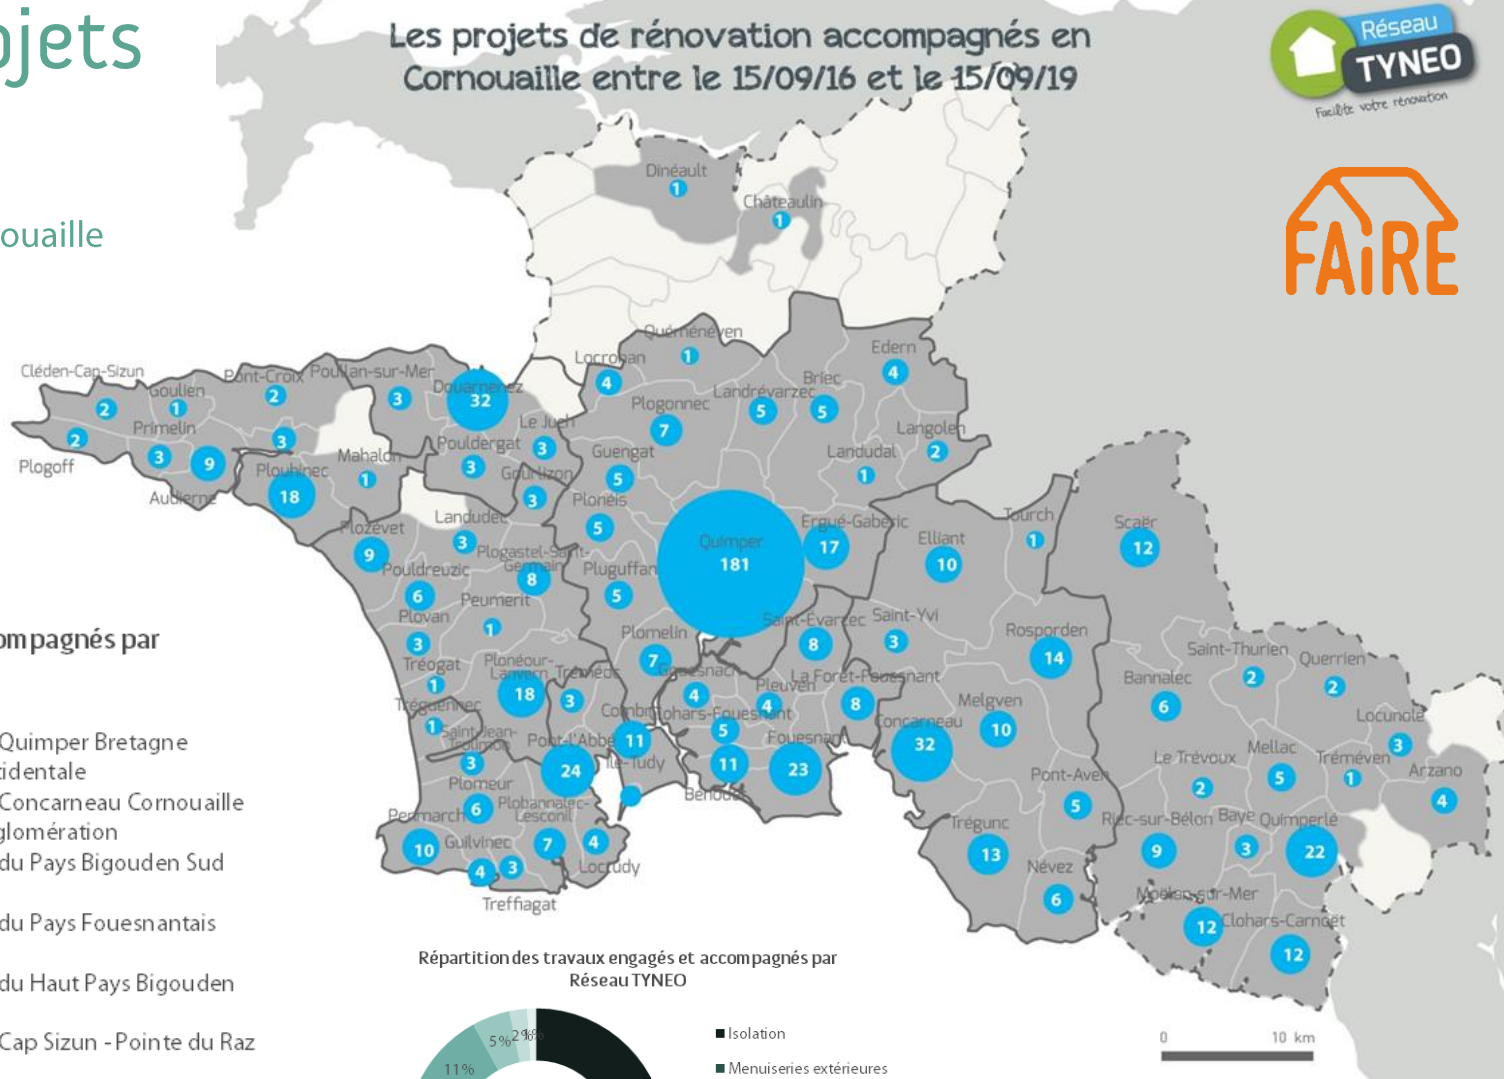 ojets
Les projets de rénovation accompagnés en
Cornouaille entre le 15/09/16 et le 15/09/19
Réseau
TYNEO
Facilite votre rénovation
FAiRE
ouaille
Dinéault
1
Châteaulin
1
Quéménéven
1
Locronan
4
Edern
4
Cléden-Cap-Sizun
2
Goulien
1
Pont-Croix
2
Poullan-sur-Mer
3
Douarnenez
32
Plogonnec
7
Landrévarzec
5
Briec
5
Primelin
3
Plogoff
2
Audierne
9
3
Plouhinec
18
Mahalon
1
Pouldergat
3
Le Juch
3
Gourlizon
3
Guengat
5
Landudal
1
Langolen
2
Plonéis
5
Quimper
181
Ergué-Gabéric
17
Elliant
10
Tourch
1
Scaër
12
Plozévet
9
Landudec
3
Plogastel-Saint-
Germain
8
Pouldreuzic
6
Peumerit
1
Pluguffan
5
Plovan
3
Plomelin
7
Saint-Évarzec
8
Saint-Yvi
3
Rosporden
14
Saint-Thurien
2
Querrien
2
Bannalec
6
Tréogat
1
Plonéour-
Lanvern
18
Tréméoc
3
Gouesnach
4
Pleuven
4
La Forêt-Fouesnant
8
Melgven
10
Concarneau
32
Locunolé
3
Tréguennec
1
Saint-Jean-
Trolimon
3
Pont-l'Abbé
24
Combrit
11
Clohars-Fouesnant
5
Fouesnant
23
Bénodet
11
Île-Tudy
Le Trévoux
2
Mellac
5
Tréméven
1
Arzano
4
Pont-Aven
5
Plomeur
6
Plobannalec-
Lesconil
7
Penmarch
10
Guilvinec
4
3
Treffiagat
Loctudy
4
Trégunc
13
Névez
6
Riec-sur-Bélon
9
Baye
3
Quimperlé
22
Moëlan-sur-Mer
12
Clohars-Carnoët
12
0
10 km
ompagnés par
Quimper Bretagne
cidentale
Concarneau Cornouaille
glomération
du Pays Bigouden Sud
du Pays Fouesnantais
du Haut Pays Bigouden
Cap Sizun - Pointe du Raz
Répartition des travaux engagés et accompagnés par
Réseau TYNEO
11%
5%
2%
Isolation
Menuiseries extérieures